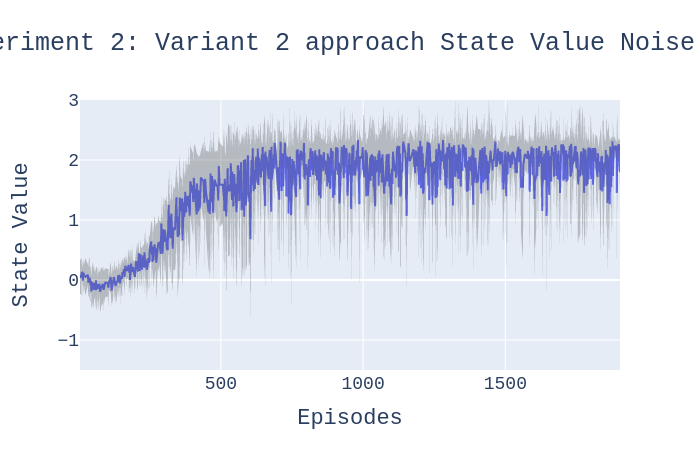 eriment 2: Variant 2 approach State Value Noise
3
2
1
0
−1
State Value
500
1000
1500
Episodes